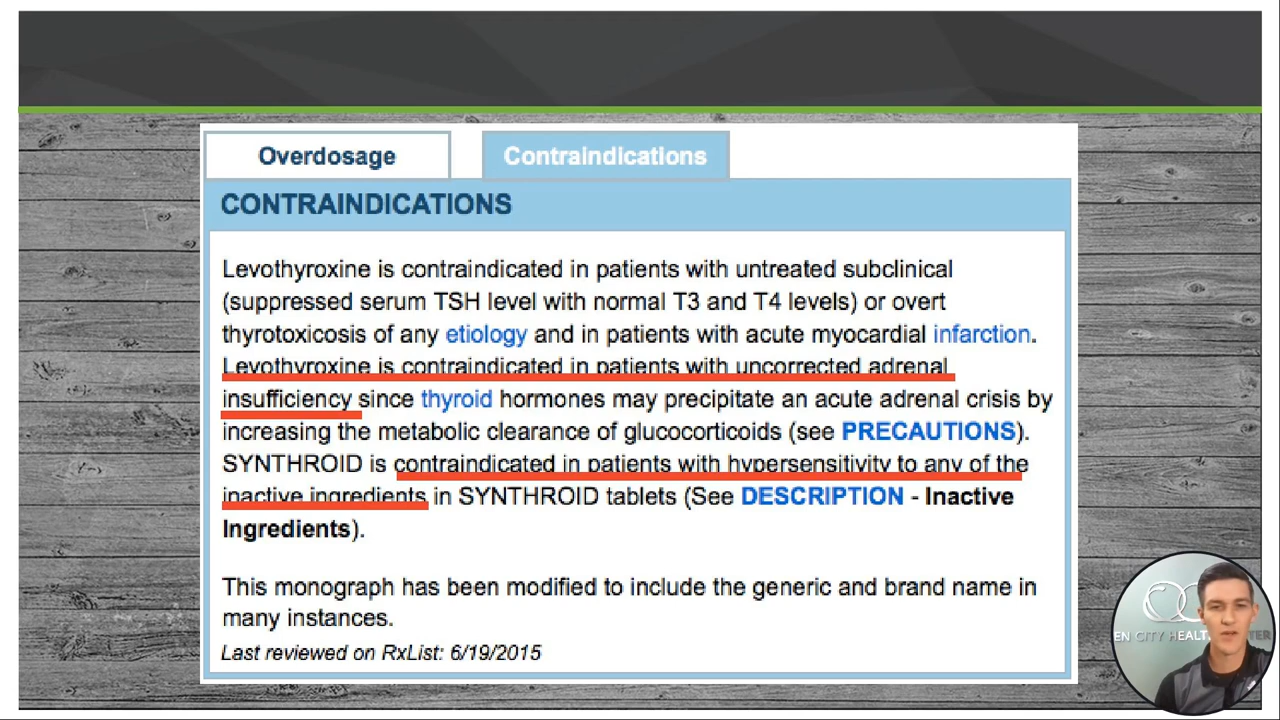 Overdosage
Contraindications
CONTRAINDICATIONS
Levothyroxine is contraindicated in patients with untreated subclinical
(suppressed serum TSH level with normal T3 and T4 levels) or overt
thyrotoxicosis of any etiology and in patients with acute myocardial infarction.
Levothyroxine is contraindicated in patients with uncorrected adrenal
insufficiency since thyroid hormones may precipitate an acute adrenal crisis by
increasing the metabolic clearance of glucocorticoids (see PRECAUTIONS).
SYNTHROID is contraindicated in patients with hypersensitivity to any of the
inactive ingredients in SYNTHROID tablets (See DESCRIPTION - Inactive
Ingredients).
This monograph has been modified to include the generic and brand name in
many instances.
Last reviewed on RxList: 6/19/2015
EN CITY HEALT TER